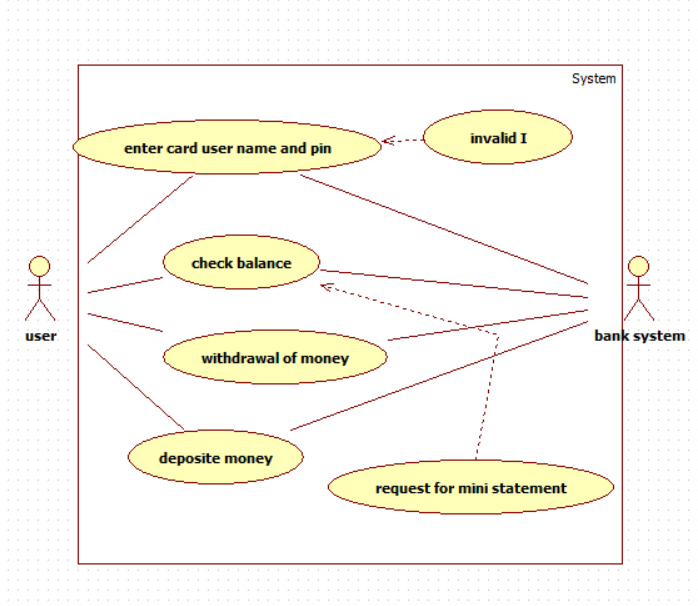 System
enter card user name and pin
invalid I
check balance
user
bank system
withdrawal of money
deposite money
request for mini statement